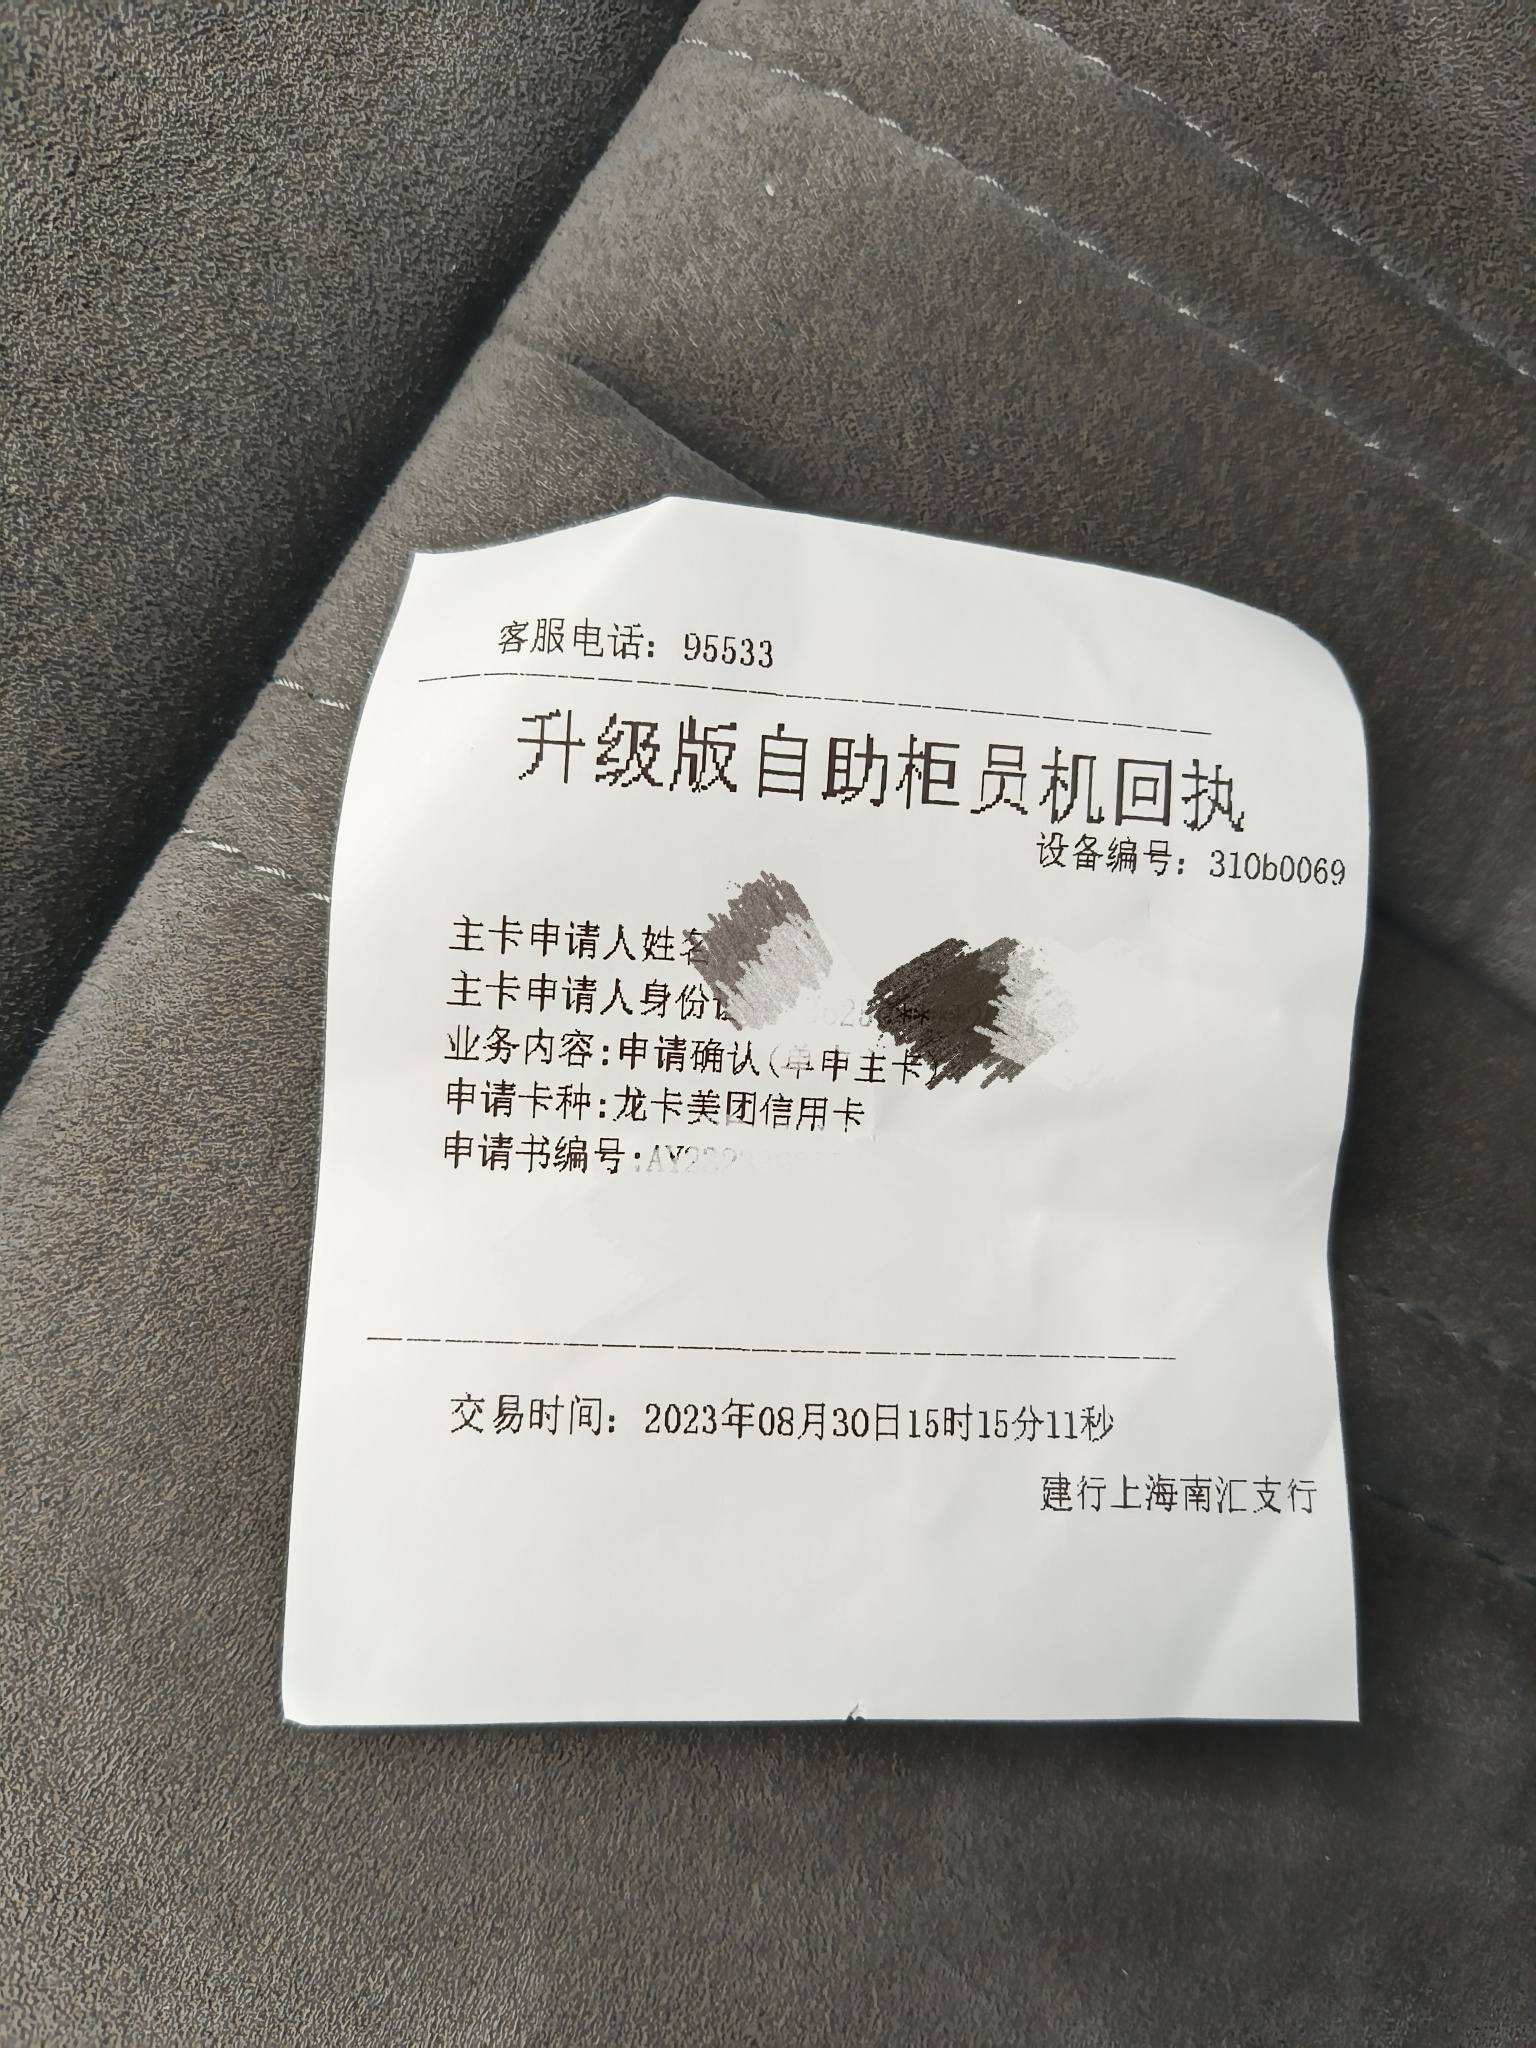 客服电话：95533
升级版自助柜员机回执
设备编号：310b0069
主卡申请人姓名
主卡申请人身份
业务内容:申请确认(单申主卡)
申请卡种:龙卡美团信用卡
申请书编号:AY232
交易时间：2023年08月30日15时15分11秒
建行上海南汇支行